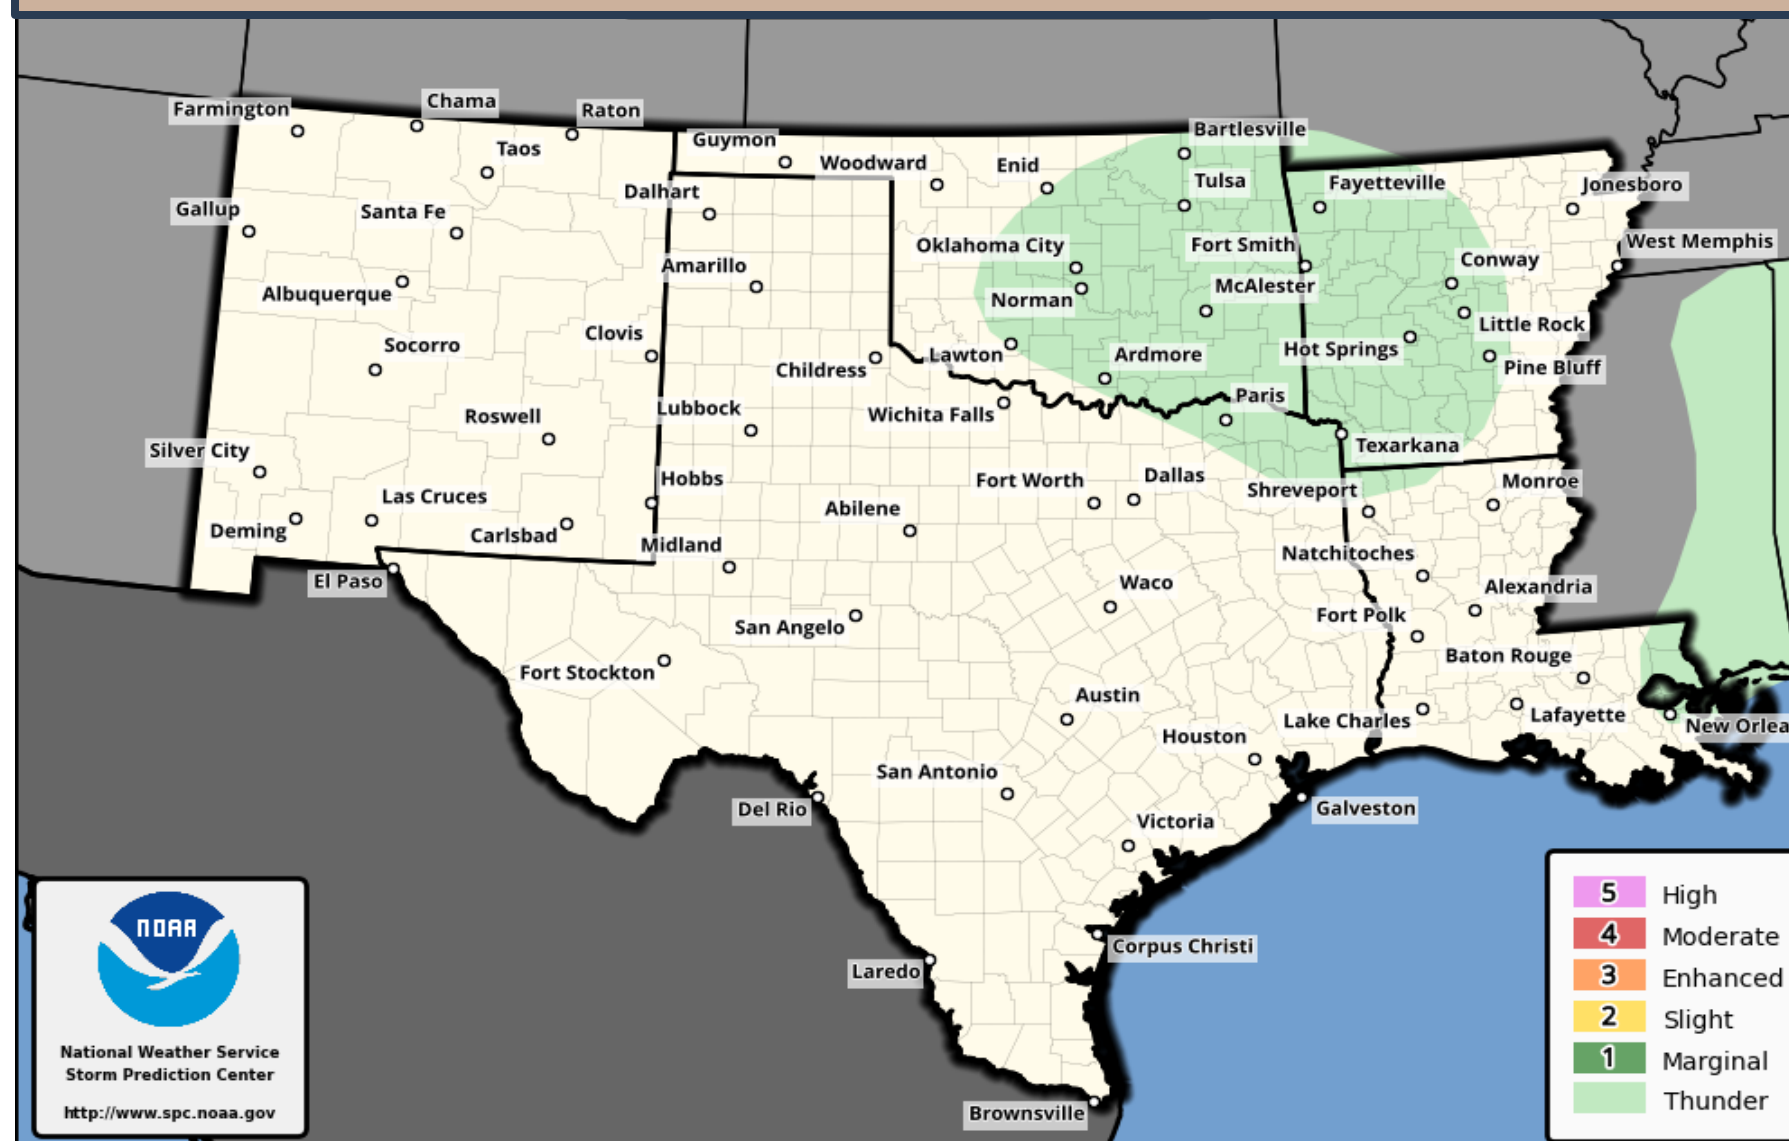 Farmington
Chama
Raton
Guymon
Bartlesville
Taos
Woodward
Enid
Tulsa
Fayetteville
Jonesboro
Dalhart
Gallup
Santa Fe
Oklahoma City
Fort Smith
West Memphis
Conway
Amarillo
McAlester
Albuquerque
Norman
Little Rock
Clovis
Socorro
Lawton
Ardmore
Hot Springs
Pine Bluff
Childress
Paris
Roswell
Lubbock
Wichita Falls
Texarkana
Silver City
Hobbs
Fort Worth
Dallas
Shreveport
Monroe
Las Cruces
Abilene
Deming
Carlsbad
Midland
Natchitoches
El Paso
Waco
Alexandria
Fort Polk
San Angelo
Baton Rouge
Fort Stockton
Austin
Lake Charles
Lafayette
New Orlea
Houston
San Antonio
Del Rio
Galveston
Victoria
Corpus Christi
Laredo
Brownsville
NOAA
National Weather Service
Storm Prediction Center
http://www.spc.noaa.gov
5 High
4 Moderate
3 Enhanced
2 Slight
1 Marginal
Thunder